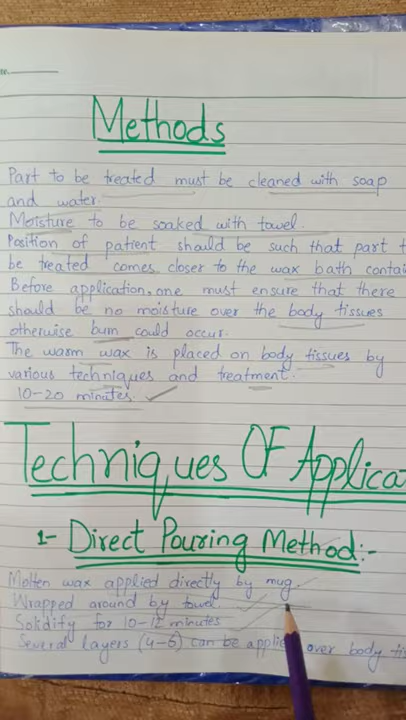 Methods
Part to be treated must be cleaned with soap
and water.
Moisture to be soaked with towel.
Position of patient should be such that part t
be treated comes closer to the wax bath contai
Before application, one must ensure that there
should be no moisture over the body tissues
otherwise burn could occur.
The warm wax is placed on body tissues by
various techniques and treatment.
10-20 minutes.
Techniques OF Applica
1- Direct Pouring Method:-
Molten wax applied directly by mug.
Wrapped around by towel.
Solidify for 10-12 minutes
Several layers (4-6) can be applie over body tis